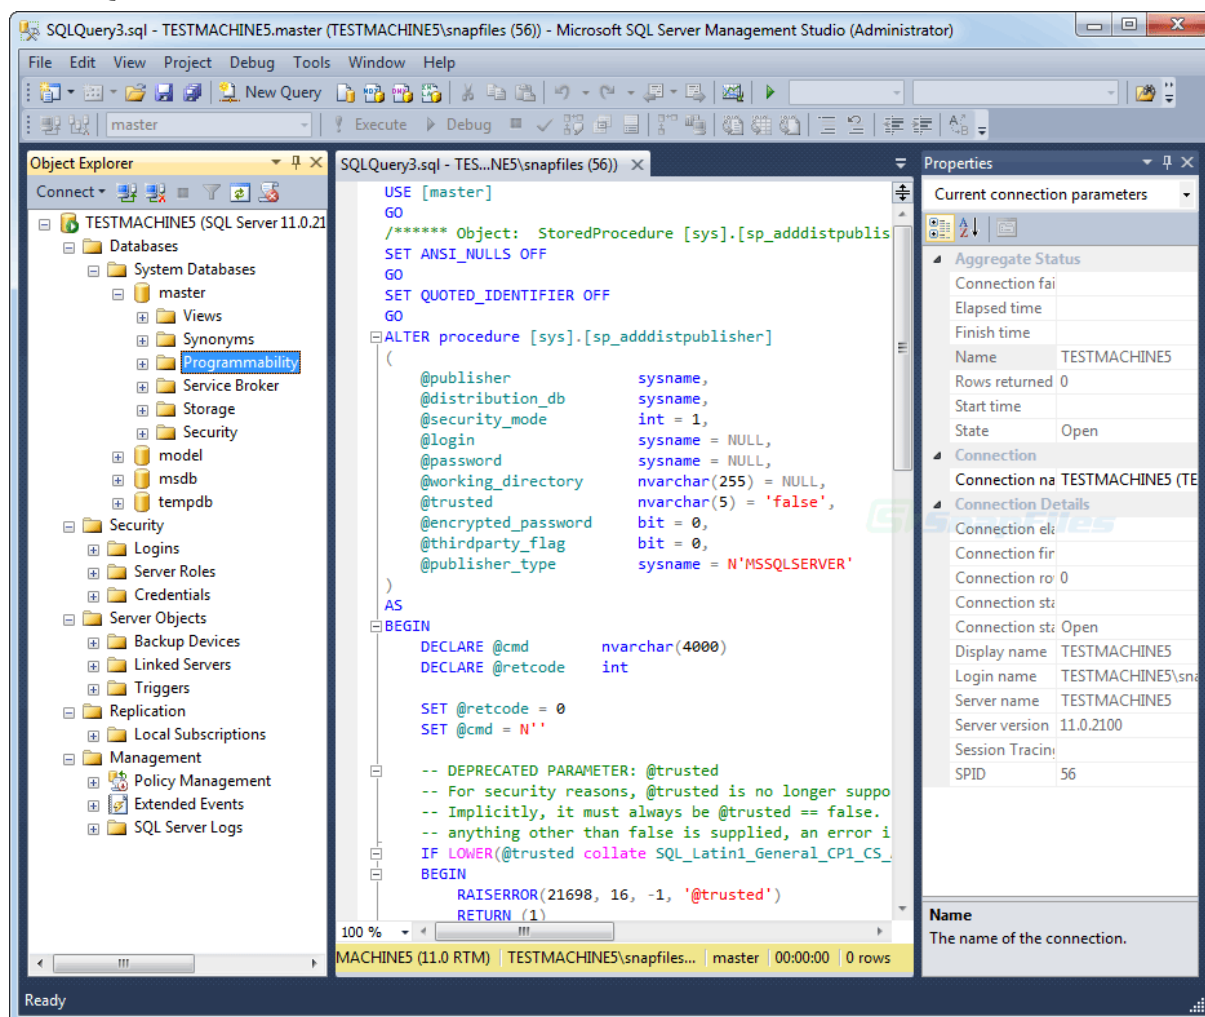 SQLQuery3.sql - TESTMACHINE5.master (TESTMACHINE5\snapfiles (56)) - Microsoft SQL Server Management Studio (Administrator)
File Edit View Project Debug Tools Window Help
New Query
master Execute Debug
Object Explorer
Connect
TESTMACHINE5 (SQL Server 11.0.21
Databases
System Databases
master
Views
Synonyms
Programmability
Service Broker
Storage
Security
model
msdb
tempdb
Security
Logins
Server Roles
Credentials
Server Objects
Backup Devices
Linked Servers
Triggers
Replication
Local Subscriptions
Management
Policy Management
Extended Events
SQL Server Logs
SQLQuery3.sql - TES...NE5\snapfiles (56))
USE [master]
GO
/****** Object:  StoredProcedure [sys].[sp_adddistpublis
SET ANSI_NULLS OFF
GO
SET QUOTED_IDENTIFIER OFF
GO
ALTER procedure [sys].[sp_adddistpublisher]
(
@publisher sysname,
@distribution_db sysname,
@security_mode int = 1,
@login sysname = NULL,
@password sysname = NULL,
@working_directory nvarchar(255) = NULL,
@trusted nvarchar(5) = 'false',
@encrypted_password bit = 0,
@thirdparty_flag bit = 0,
@publisher_type sysname = N'MSSQLSERVER'
)
AS
BEGIN
DECLARE @cmd nvarchar(4000)
DECLARE @retcode int
SET @retcode = 0
SET @cmd = N''
-- DEPRECATED PARAMETER: @trusted
-- For security reasons, @trusted is no longer suppo
-- Implicitly, it must always be @trusted == false.
-- anything other than false is supplied, an error i
IF LOWER(@trusted collate SQL_Latin1_General_CP1_CS_
BEGIN
RAISERROR(21698, 16, -1, '@trusted')
RETURN (1)
100 %
MACHINE5 (11.0 RTM) TESTMACHINE5\snapfiles... master 00:00:00 0 rows
Properties
Current connection parameters
Aggregate Status
Connection fai
Elapsed time
Finish time
Name TESTMACHINE5
Rows returned 0
Start time
State Open
Connection
Connection na TESTMACHINE5 (TE
Connection Details
Connection ela
Connection fin
Connection ro 0
Connection sta
Connection sta Open
Display name TESTMACHINE5
Login name TESTMACHINE5\sna
Server name TESTMACHINE5
Server version 11.0.2100
Session Tracing
SPID 56
SnapFiles
Name
The name of the connection.
Ready